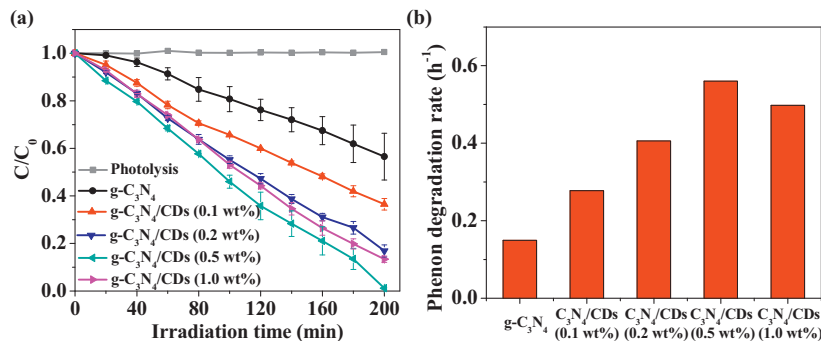 (a)
1.0
0.8
0.6
0.4
0.2
0.0
C/C₀
Photolysis
g-C₃N₄
g-C₃N₄/CDs (0.1 wt%)
g-C₃N₄/CDs (0.2 wt%)
g-C₃N₄/CDs (0.5 wt%)
g-C₃N₄/CDs (1.0 wt%)
0 40 80 120 160 200
Irradiation time (min)
(b)
Phenon degradation rate (h⁻¹)
0.6
0.4
0.2
0.0
g-C₃N₄ C₃N₄/CDs C₃N₄/CDs C₃N₄/CDs C₃N₄/CDs
(0.1 wt%) (0.2 wt%) (0.5 wt%) (1.0 wt%)